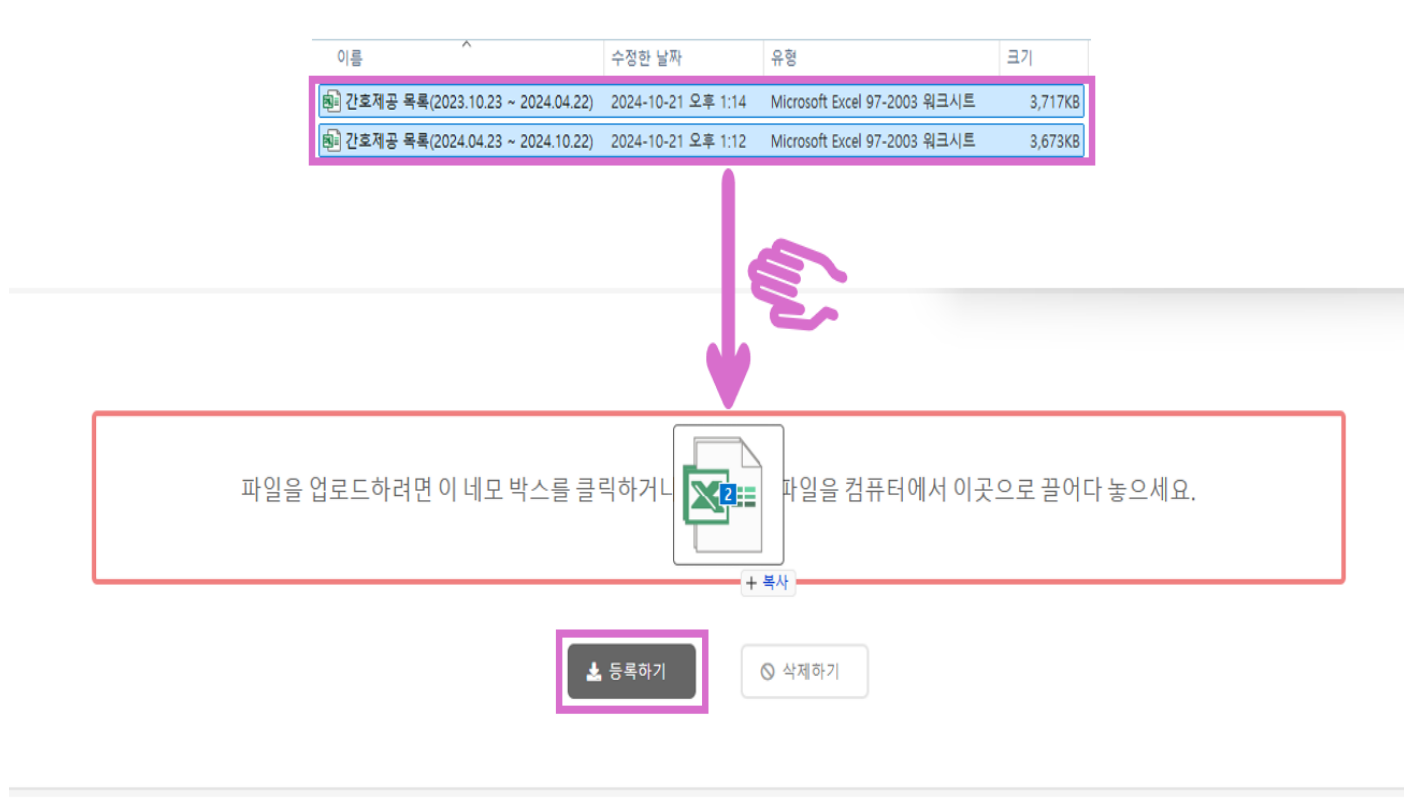 이름 수정한 날짜 유형 크기
간호제공 목록(2023.10.23 ~ 2024.04.22) 2024-10-21 오후 1:14 Microsoft Excel 97-2003 워크시트 3,717KB
간호제공 목록(2024.04.23 ~ 2024.10.22) 2024-10-21 오후 1:12 Microsoft Excel 97-2003 워크시트 3,673KB
파일을 업로드하려면 이 네모 박스를 클릭하거나 파일을 컴퓨터에서 이곳으로 끌어다 놓으세요.
2
+ 복사
등록하기 삭제하기